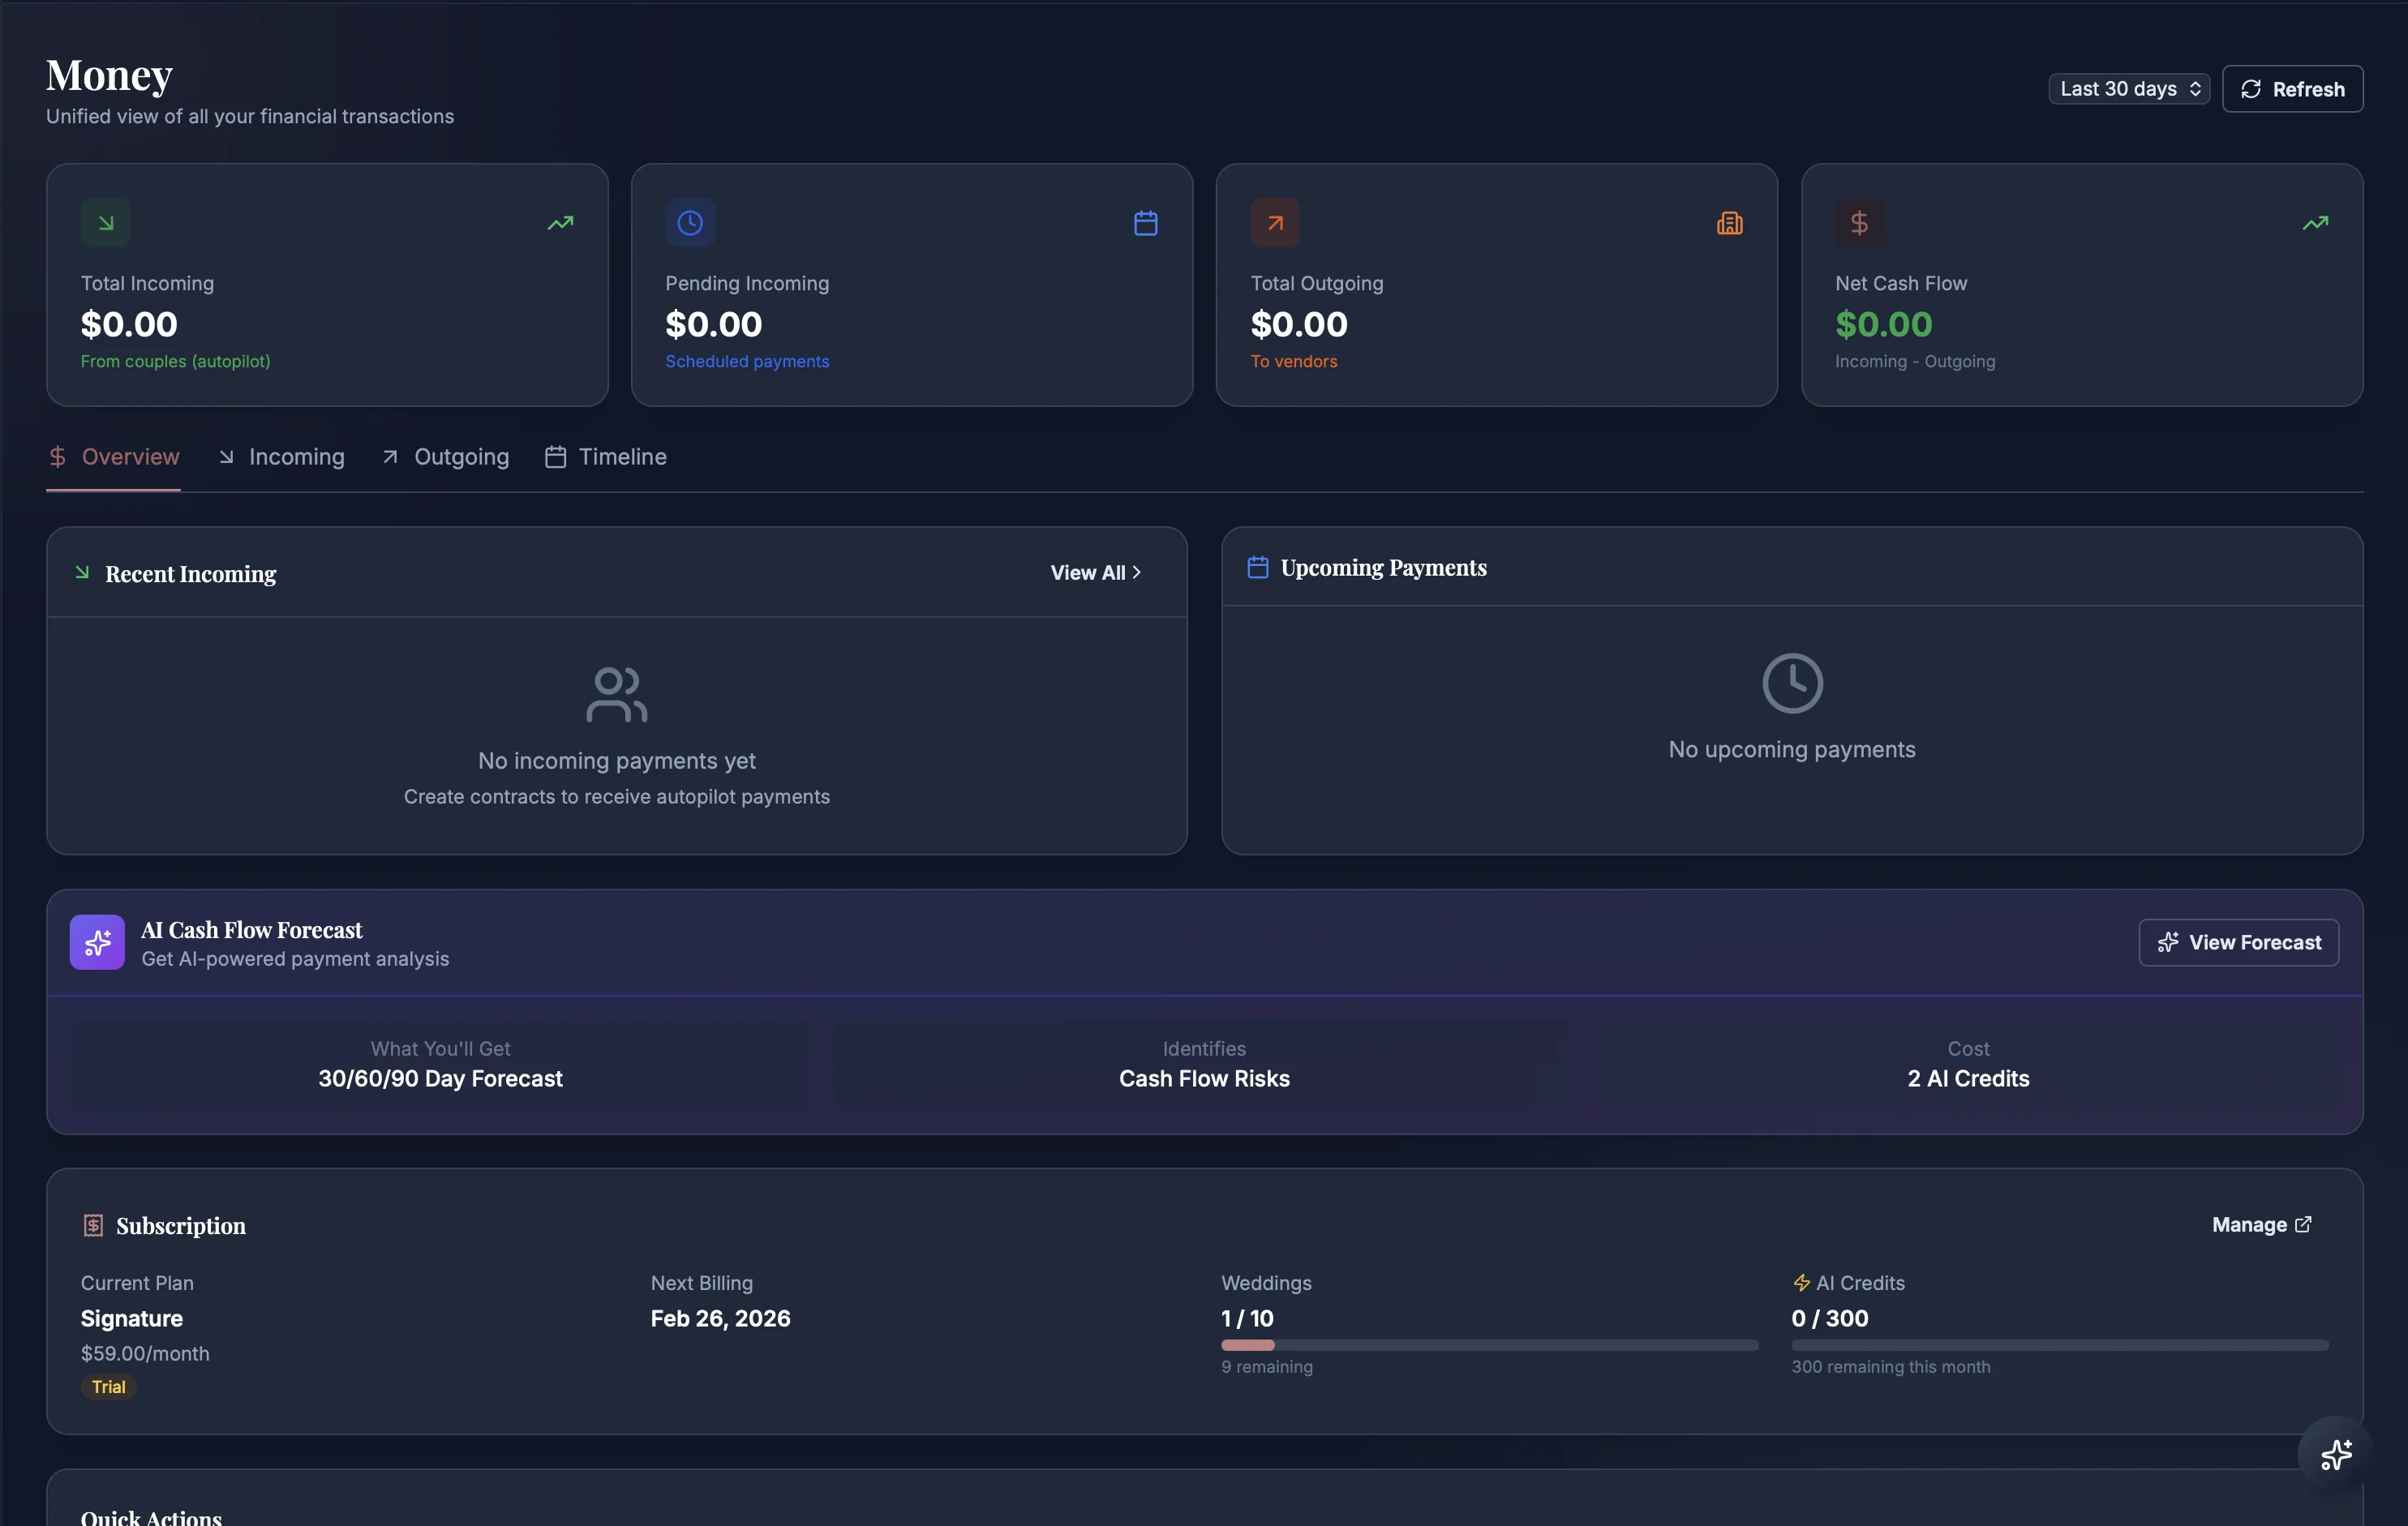 Money
Unified view of all your financial transactions
Last 30 days
Refresh
Total Incoming
$0.00
From couples (autopilot)
Pending Incoming
$0.00
Scheduled payments
Total Outgoing
$0.00
To vendors
Net Cash Flow
$0.00
Incoming - Outgoing
Overview
Incoming
Outgoing
Timeline
Recent Incoming
View All
No incoming payments yet
Create contracts to receive autopilot payments
Upcoming Payments
No upcoming payments
AI Cash Flow Forecast
Get AI-powered payment analysis
View Forecast
What You'll Get
30/60/90 Day Forecast
Identifies
Cash Flow Risks
Cost
2 AI Credits
Subscription
Manage
Current Plan
Signature
$59.00/month
Trial
Next Billing
Feb 26, 2026
Weddings
1 / 10
9 remaining
AI Credits
0 / 300
300 remaining this month
Quick Actions